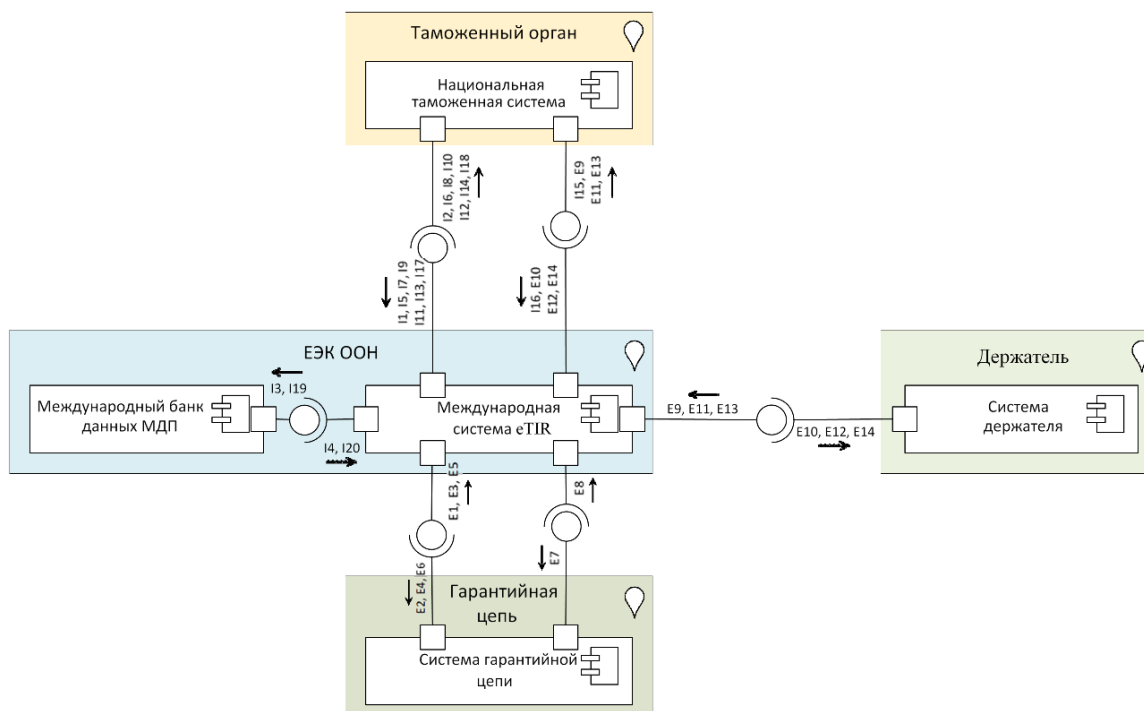 Таможенный орган
Национальная
таможенная система
I2, I6, I8, I10
I12, I14, I18
I15, E9
E11, E13
I1, I5, I7, I9
I11, I13, I17
I16, E10
E12, E14
ЕЭК ООН
Держатель
I3, I19
Международный банк
данных МДП
Международная
система eTIR
E9, E11, E13
Система
держателя
E10, E12, E14
I4, I20
E1, E3, E5
E8
E2, E4, E6
E7
Гарантийная
цепь
Система гарантийной
цепи